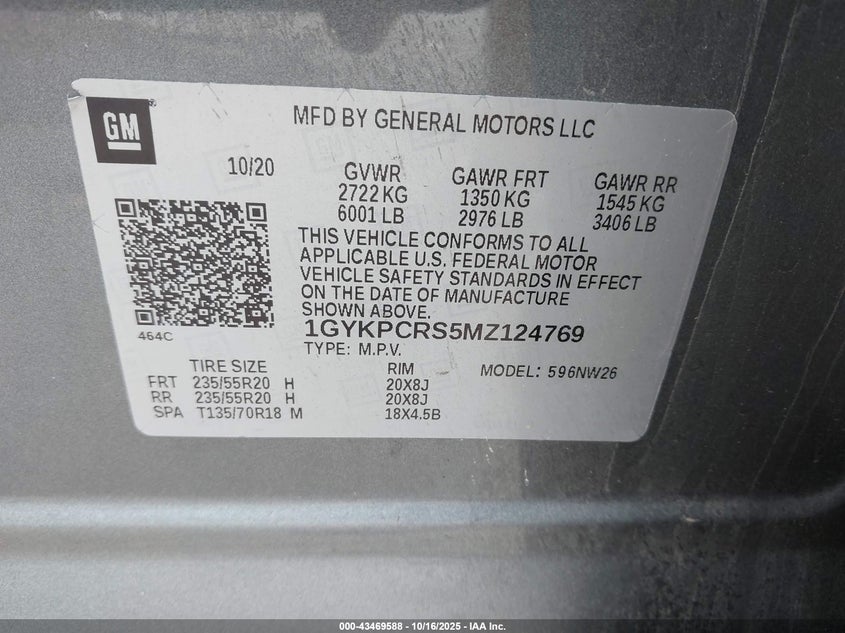 GM
MFD BY GENERAL MOTORS LLC
10/20
GVWR
2722 KG
6001 LB
GAWR FRT
1350 KG
2976 LB
GAWR RR
1545 KG
3406 LB
THIS VEHICLE CONFORMS TO ALL
APPLICABLE U.S. FEDERAL MOTOR
VEHICLE SAFETY STANDARDS IN EFFECT
ON THE DATE OF MANUFACTURE
SHOWN ABOVE.
1GYKPCRS5MZ124769
464C
TYPE: M.P.V.
TIRE SIZE RIM MODEL: 596NW26
FRT 235/55R20 H 20X8J
RR 235/55R20 H 20X8J
SPA T135/70R18 M 18X4.5B
000-43469588 - 10/16/2025 - IAA Inc.